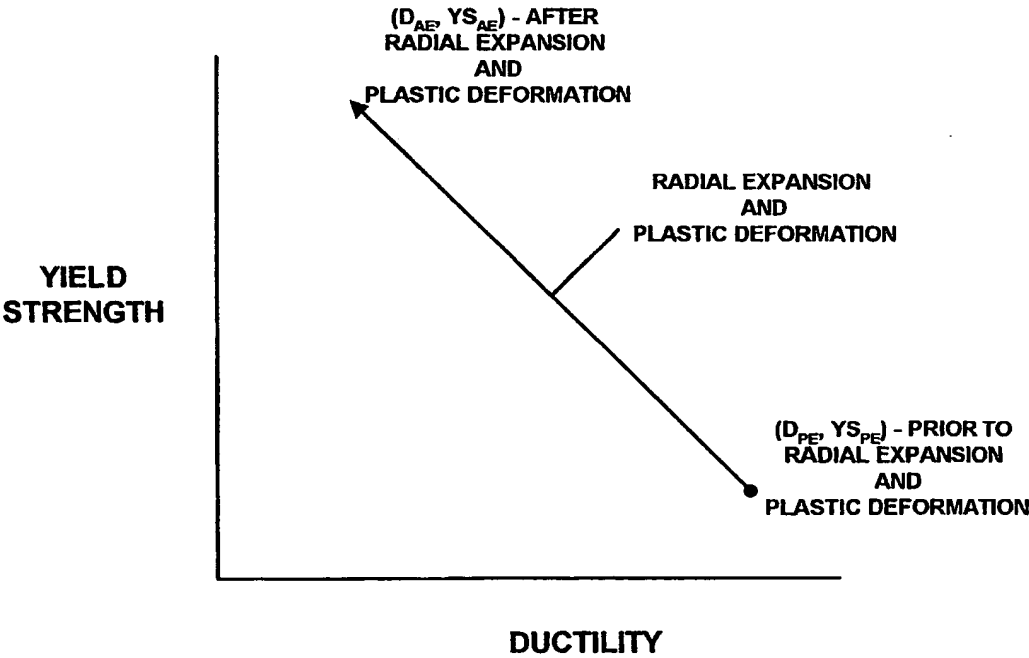 (D_AE, YS_AE) - AFTER
RADIAL EXPANSION
AND
PLASTIC DEFORMATION
RADIAL EXPANSION
AND
PLASTIC DEFORMATION
YIELD
STRENGTH
(D_PE, YS_PE) - PRIOR TO
RADIAL EXPANSION
AND
PLASTIC DEFORMATION
DUCTILITY